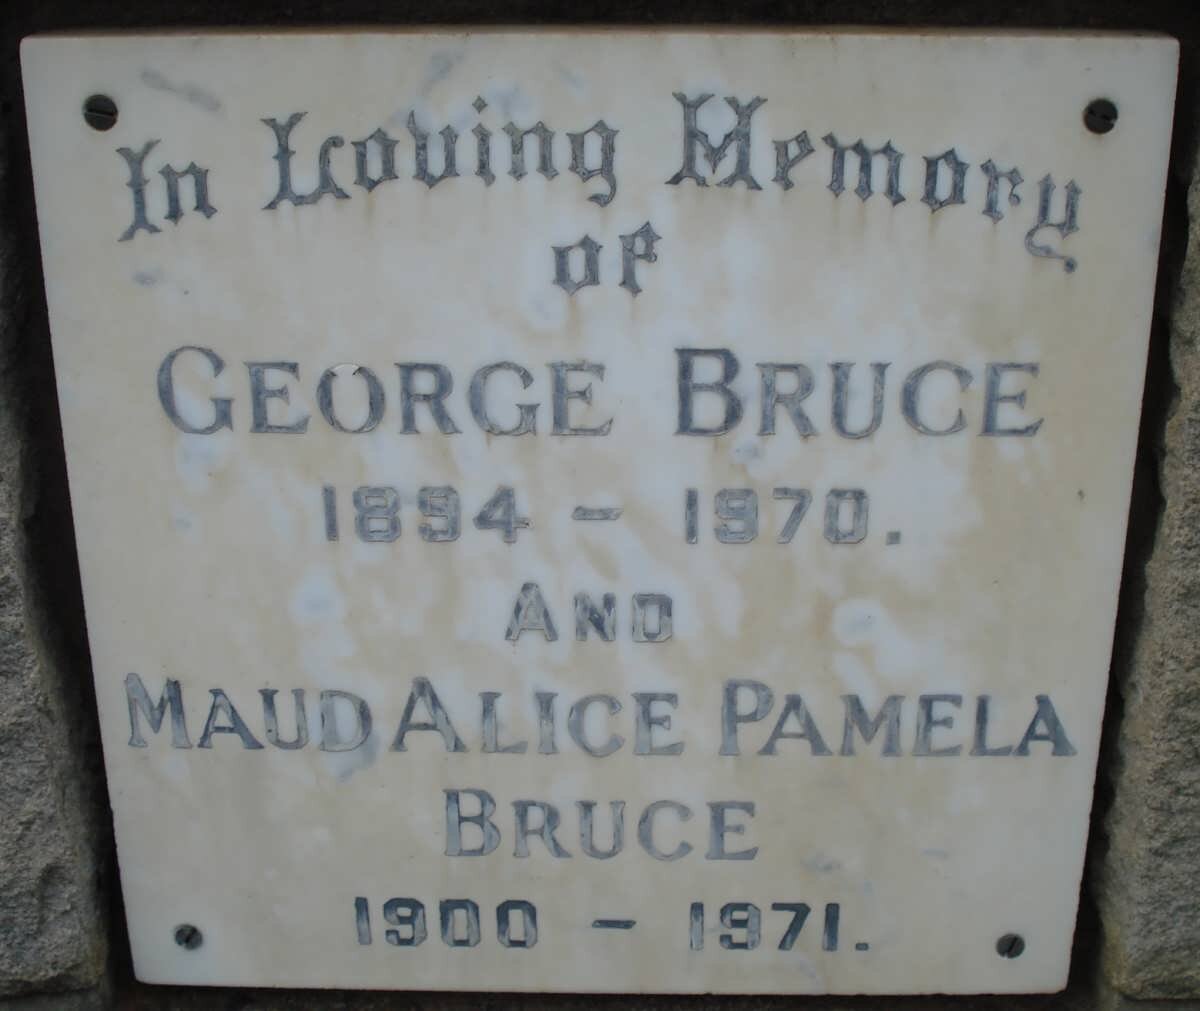 In Loving Memory
of
GEORGE BRUCE
1894 - 1970.
AND
MAUD ALICE PAMELA
BRUCE
1900 - 1971.